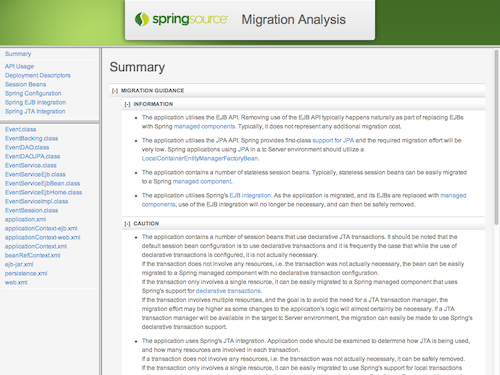 springsource Migration Analysis
Summary
API Usage
Deployment Descriptors
Session Beans
Spring Configuration
Spring EJB Integration
Spring JTA Integration
Event.class
EventBacking.class
EventDAO.class
EventDAOJPA.class
EventService.class
EventServiceEjb.class
EventServiceEjbBean.class
EventServiceEjbHome.class
EventServiceImpl.class
EventSession.class
application.xml
applicationContext-ejb.xml
applicationContext-web.xml
applicationContext.xml
beanRefContext.xml
ejb-jar.xml
persistence.xml
web.xml
Summary
[-] MIGRATION GUIDANCE
[-] INFORMATION
• The application utilises the EJB API. Removing use of the EJB API typically happens naturally as part of replacing EJBs
with Spring managed components. Typically, it does not represent any additional migration cost.
• The application utilises the JPA API. Spring provides first-class support for JPA and the required migration effort will be
very low. Spring applications using JPA in a tc Server environment should utilize a
LocalContainerEntityManagerFactoryBean.
• The application contains a number of stateless session beans. Typically, stateless session beans can be easily migrated
to a Spring managed component.
• The application utilises Spring's EJB integration. As the application is migrated, and its EJBs are replaced with managed
components, use of the EJB integration will no longer be necessary, and can then be safely removed.
[-] CAUTION
• The application contains a number of session beans that use declarative JTA transactions. It should be noted that the
default session bean configuration is to use declarative transactions and it is frequently the case that while the use of
declarative transactions is configured, it is not actually necessary.
If the transaction does not involve any resources, i.e. the transaction was not actually necessary, the bean can be easily
migrated to a Spring managed component with no declarative transaction configuration.
If the transaction only involves a single resource, it can be easily migrated to a Spring managed component that uses
Spring's support for declarative transactions.
If the transaction involves multiple resources, and the goal is to avoid the need for a JTA transaction manager, the
migration effort may be higher as some changes to the application's logic will almost certainly be necessary. If a JTA
transaction manager will be available in the target tc Server environment, the migration can easily be made to use Spring's
declarative transaction support.
• The application uses Spring's JTA integration. Application code should be examined to determine how JTA is being used,
and how many resources are involved in each transaction.
If a transaction does not involve any resources, i.e. the transaction was not actually necessary, it can be safely removed.
If the transaction only involves a single resource, it can be easily migrated to use Spring's support for local transactions